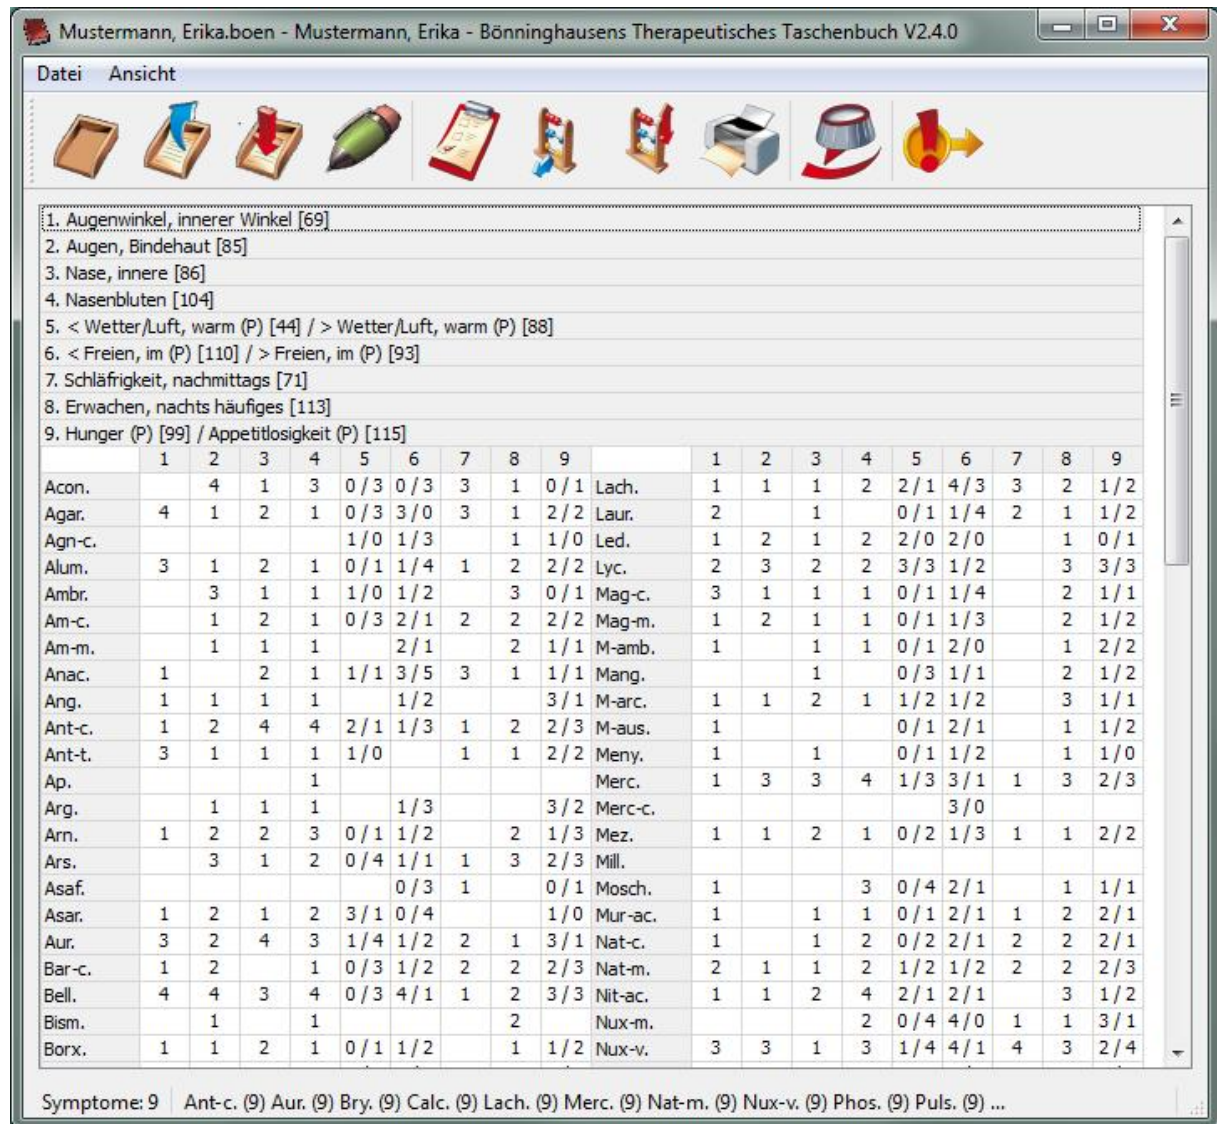 Mustermann, Erika.boen - Mustermann, Erika - Bönninghausens Therapeutisches Taschenbuch V2.4.0
Datei Ansicht
1. Augenwinkel, innerer Winkel [69]
2. Augen, Bindehaut [85]
3. Nase, innere [86]
4. Nasenbluten [104]
5. < Wetter/Luft, warm (P) [44] / > Wetter/Luft, warm (P) [88]
6. < Freien, im (P) [110] / > Freien, im (P) [93]
7. Schläfrigkeit, nachmittags [71]
8. Erwachen, nachts häufiges [113]
9. Hunger (P) [99] / Appetitlosigkeit (P) [115]
1 2 3 4 5 6 7 8 9 1 2 3 4 5 6 7 8 9
Acon. 4 1 3 0 / 3 0 / 3 3 1 0 / 1 Lach. 1 1 1 2 2 / 1 4 / 3 3 2 1 / 2
Agar. 4 1 2 1 0 / 3 3 / 0 3 1 2 / 2 Laur. 2 1 0 / 1 1 / 4 2 1 1 / 2
Agn-c. 1 / 0 1 / 3 1 1 / 0 Led. 1 2 1 2 2 / 0 2 / 0 1 0 / 1
Alum. 3 1 2 1 0 / 1 1 / 4 1 2 2 / 2 Lyc. 2 3 2 2 3 / 3 1 / 2 3 3 / 3
Ambr. 3 1 1 1 / 0 1 / 2 3 0 / 1 Mag-c. 3 1 1 1 0 / 1 1 / 4 2 1 / 1
Am-c. 1 2 1 0 / 3 2 / 1 2 2 2 / 2 Mag-m. 1 2 1 1 0 / 1 1 / 3 2 1 / 2
Am-m. 1 1 1 2 / 1 2 1 / 1 M-amb. 1 1 1 0 / 1 2 / 0 1 2 / 2
Anac. 1 2 1 1 / 1 3 / 5 3 1 1 / 1 Mang. 1 0 / 3 1 / 1 2 1 / 2
Ang. 1 1 1 1 1 / 2 3 / 1 M-arc. 1 1 2 1 1 / 2 1 / 2 3 1 / 1
Ant-c. 1 2 4 4 2 / 1 1 / 3 1 2 2 / 3 M-aus. 1 0 / 1 2 / 1 1 1 / 2
Ant-t. 3 1 1 1 1 / 0 1 1 2 / 2 Meny. 1 1 0 / 1 1 / 2 1 1 / 0
Ap. 1 Merc. 1 3 3 4 1 / 3 3 / 1 1 3 2 / 3
Arg. 1 1 1 1 / 3 3 / 2 Merc-c. 3 / 0
Arn. 1 2 2 3 0 / 1 1 / 2 2 1 / 3 Mez. 1 1 2 1 0 / 2 1 / 3 1 1 2 / 2
Ars. 3 1 2 0 / 4 1 / 1 1 3 2 / 3 Mill.
Asaf. 0 / 3 1 0 / 1 Mosch. 1 3 0 / 4 2 / 1 1 1 / 1
Asar. 1 2 1 2 3 / 1 0 / 4 1 / 0 Mur-ac. 1 1 1 0 / 1 2 / 1 1 2 2 / 1
Aur. 3 2 4 3 1 / 4 1 / 2 2 1 3 / 1 Nat-c. 1 1 2 0 / 2 2 / 1 2 2 2 / 1
Bar-c. 1 2 1 0 / 3 1 / 2 2 2 2 / 3 Nat-m. 2 1 1 2 1 / 2 1 / 2 2 2 2 / 3
Bell. 4 4 3 4 0 / 3 4 / 1 1 2 3 / 3 Nit-ac. 1 1 2 4 2 / 1 2 / 1 3 1 / 2
Bism. 1 1 2 Nux-m. 2 0 / 4 4 / 0 1 1 3 / 1
Borx. 1 1 2 1 0 / 1 1 / 2 1 1 / 2 Nux-v. 3 3 1 3 1 / 4 4 / 1 4 3 2 / 4
Symptome: 9 Ant-c. (9) Aur. (9) Bry. (9) Calc. (9) Lach. (9) Merc. (9) Nat-m. (9) Nux-v. (9) Phos. (9) Puls. (9) ...